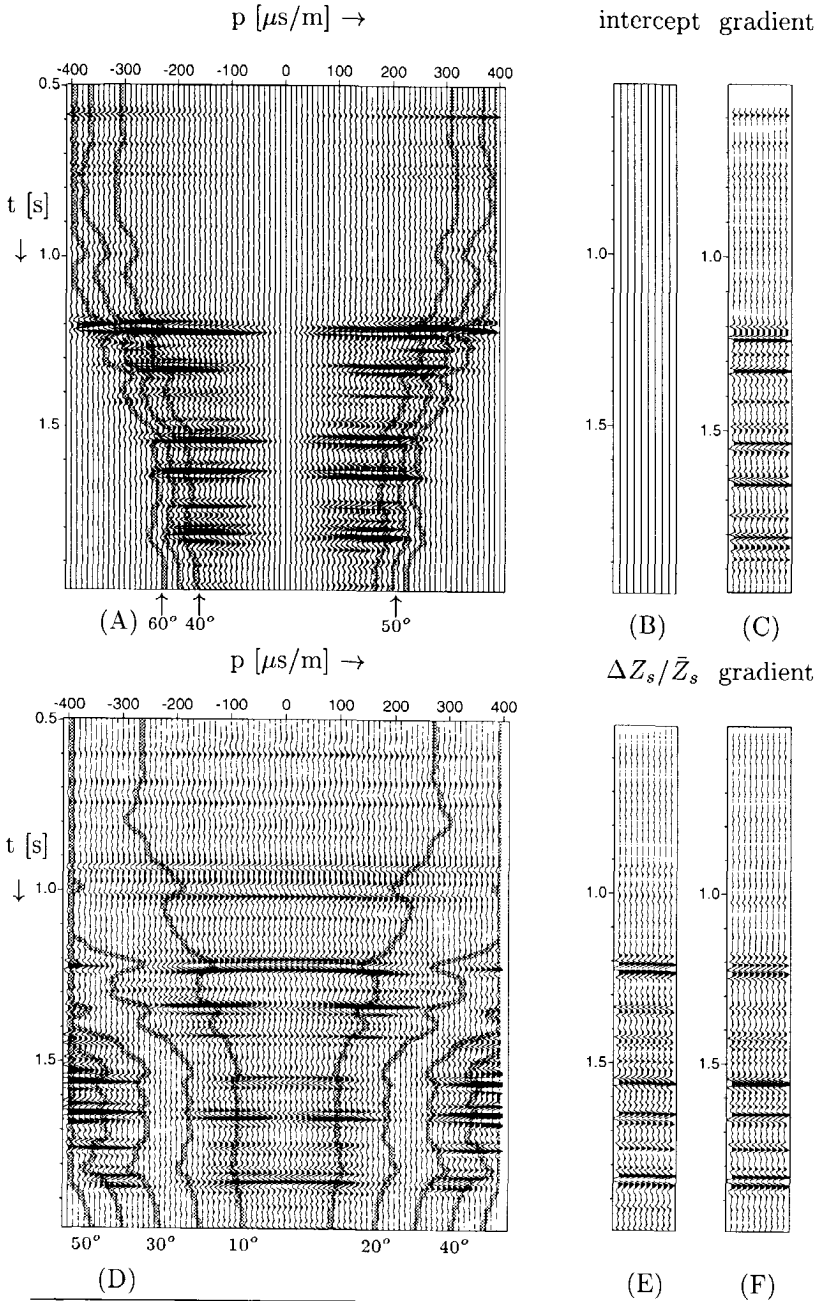 p [μs/m] → intercept gradient
-400 -300 -200 -100 0 100 200 300 400
0.5
t [s]
↓
1.0 1.0 1.0
1.5 1.5 1.5
(A) 60° 40° 50° (B) (C)
p [μs/m] → ΔZ_s/Z̄_s gradient
-400 -300 -200 -100 0 100 200 300 400
0.5
t [s]
↓
1.0 1.0 1.0
1.5 1.5 1.5
50° 30° 10° 20° 40°
(D) (E) (F)